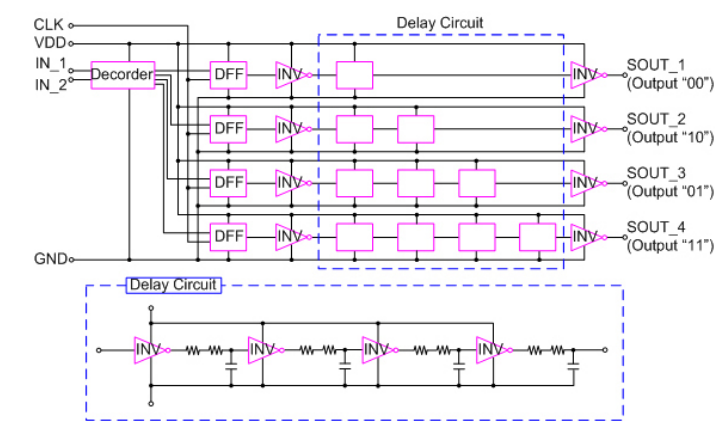 CLK
Delay Circuit
VDD
IN_1
IN_2
Decorder
DFF
INV
INV
SOUT_1
(Output “00”)
DFF
INV
INV
SOUT_2
(Output “10”)
DFF
INV
INV
SOUT_3
(Output “01”)
DFF
INV
INV
SOUT_4
(Output “11”)
GND
Delay Circuit
INV
INV
INV
INV